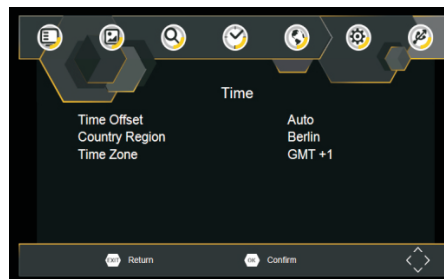 Time
Time Offset Auto
Country Region Berlin
Time Zone GMT +1
EXIT Return OK Confirm